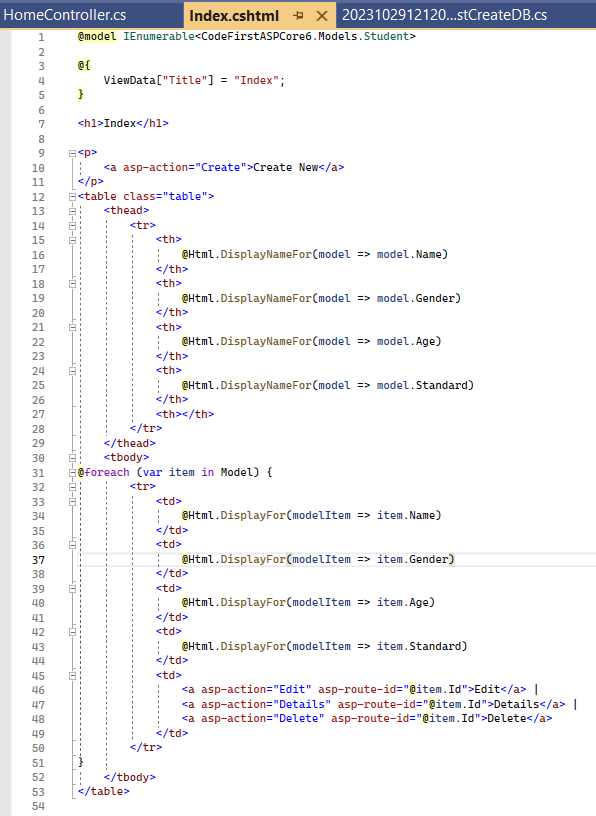 HomeController.cs Index.cshtml 2023102912120...stCreateDB.cs
1 @model IEnumerable<CodeFirstASPCore6.Models.Student>
2
3 @{
4     ViewData["Title"] = "Index";
5 }
6
7 <h1>Index</h1>
8
9 <p>
10     <a asp-action="Create">Create New</a>
11 </p>
12 <table class="table">
13     <thead>
14         <tr>
15             <th>
16                 @Html.DisplayNameFor(model => model.Name)
17             </th>
18             <th>
19                 @Html.DisplayNameFor(model => model.Gender)
20             </th>
21             <th>
22                 @Html.DisplayNameFor(model => model.Age)
23             </th>
24             <th>
25                 @Html.DisplayNameFor(model => model.Standard)
26             </th>
27             <th></th>
28         </tr>
29     </thead>
30     <tbody>
31 @foreach (var item in Model) {
32         <tr>
33             <td>
34                 @Html.DisplayFor(modelItem => item.Name)
35             </td>
36             <td>
37                 @Html.DisplayFor(modelItem => item.Gender)
38             </td>
39             <td>
40                 @Html.DisplayFor(modelItem => item.Age)
41             </td>
42             <td>
43                 @Html.DisplayFor(modelItem => item.Standard)
44             </td>
45             <td>
46                 <a asp-action="Edit" asp-route-id="@item.Id">Edit</a> |
47                 <a asp-action="Details" asp-route-id="@item.Id">Details</a> |
48                 <a asp-action="Delete" asp-route-id="@item.Id">Delete</a>
49             </td>
50         </tr>
51 }
52     </tbody>
53 </table>
54